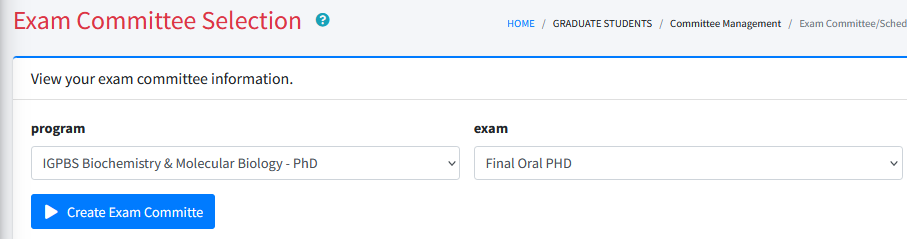 Exam Committee Selection ?
HOME / GRADUATE STUDENTS / Committee Management / Exam Committee/Sched
View your exam committee information.
program exam
IGPBS Biochemistry & Molecular Biology - PhD Final Oral PHD
Create Exam Committe